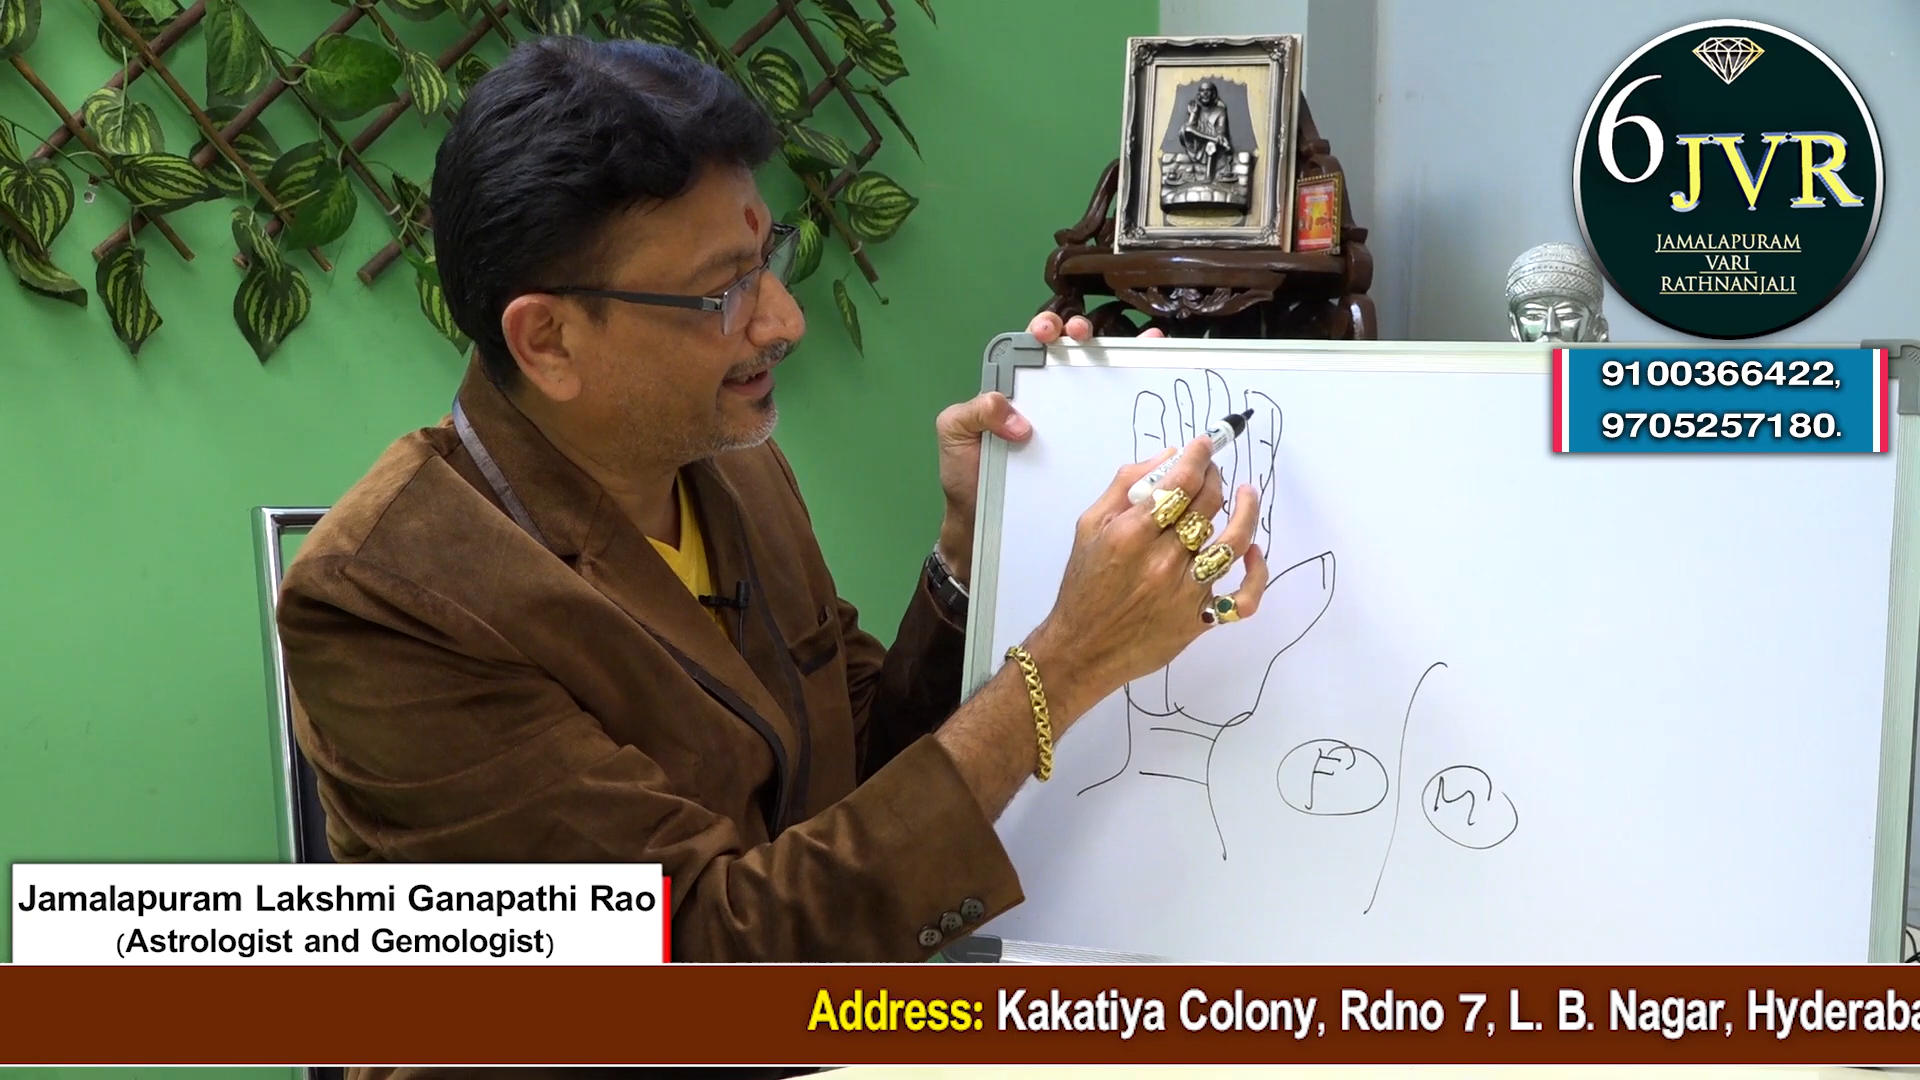 6 JVR
JAMALAPURAM
VARI
RATHNANJALI
9100366422,
9705257180.
F
M
Jamalapuram Lakshmi Ganapathi Rao
(Astrologist and Gemologist)
Address: Kakatiya Colony, Rdno 7, L. B. Nagar, Hyderaba